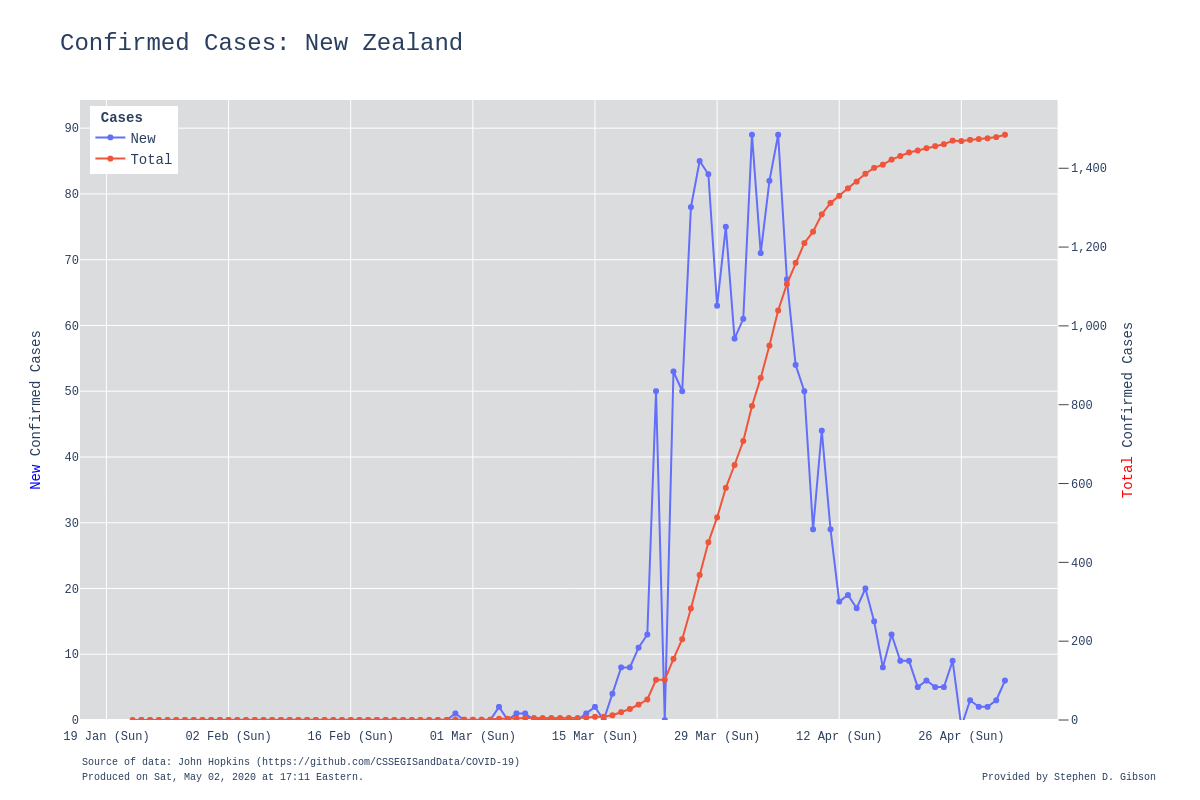 Confirmed Cases: New Zealand
Cases
New
Total
90
80
70
60
50
40
30
20
10
0
New Confirmed Cases
1,400
1,200
1,000
800
600
400
200
0
Total Confirmed Cases
19 Jan (Sun) 02 Feb (Sun) 16 Feb (Sun) 01 Mar (Sun) 15 Mar (Sun) 29 Mar (Sun) 12 Apr (Sun) 26 Apr (Sun)
Source of data: John Hopkins (https://github.com/CSSEGISandData/COVID-19)
Produced on Sat, May 02, 2020 at 17:11 Eastern.
Provided by Stephen D. Gibson